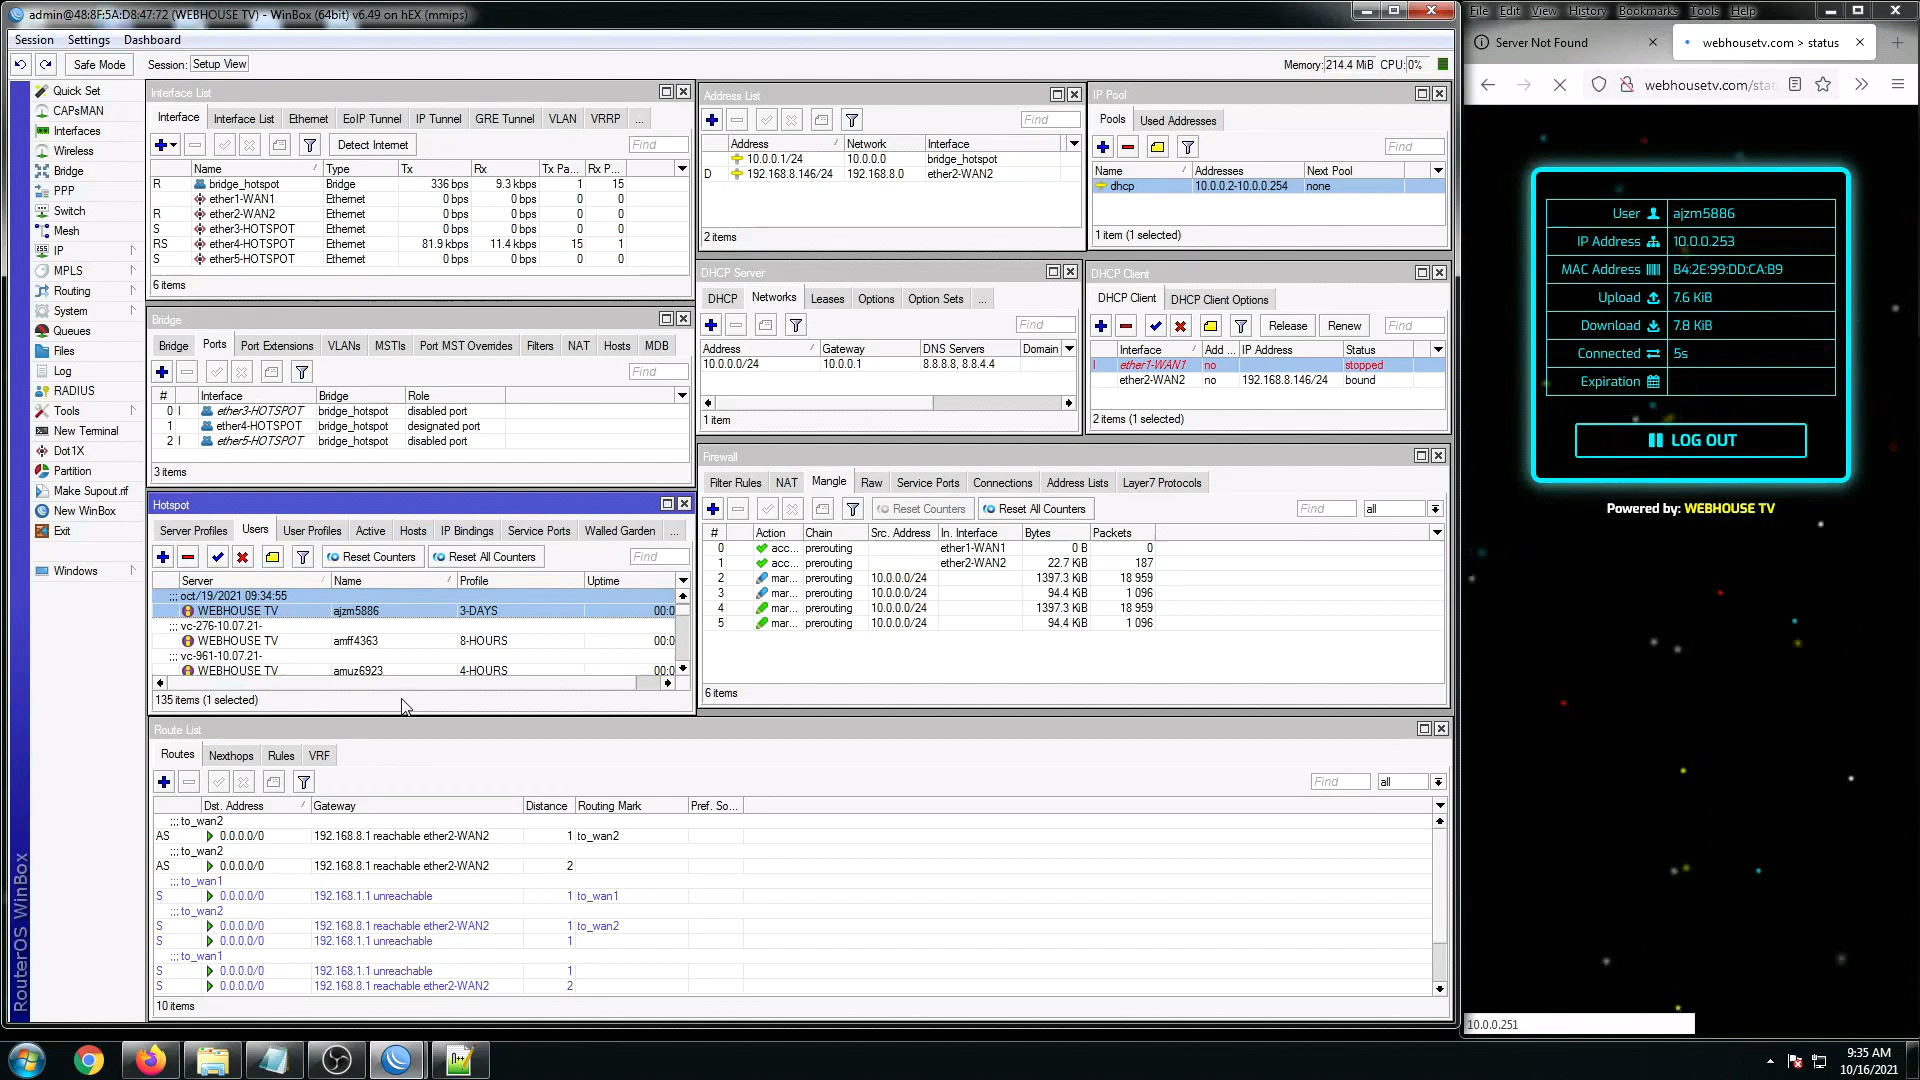 admin@48:8F:5A:D8:47:72 (WEBHOUSE TV) - WinBox (64bit) v6.49 on hEX (mmips)
Session Settings Dashboard
Safe Mode Session: Setup View Memory: 214.4 MiB CPU: 0%
Quick Set
CAPsMAN
Interfaces
Wireless
Bridge
PPP
Switch
Mesh
IP
MPLS
Routing
System
Queues
Files
Log
RADIUS
Tools
New Terminal
Dot1X
Partition
Make Supout.rif
New WinBox
Exit
Windows
RouterOS WinBox
Interface List
Interface Interface List Ethernet EoIP Tunnel IP Tunnel GRE Tunnel VLAN VRRP ...
Detect Internet Find
Name Type Tx Rx Tx Pa... Rx P...
R bridge_hotspot Bridge 336 bps 9.3 kbps 1 15
ether1-WAN1 Ethernet 0 bps 0 bps 0 0
R ether2-WAN2 Ethernet 0 bps 0 bps 0 0
S ether3-HOTSPOT Ethernet 0 bps 0 bps 0 0
RS ether4-HOTSPOT Ethernet 81.9 kbps 11.4 kbps 15 1
S ether5-HOTSPOT Ethernet 0 bps 0 bps 0 0
6 items
Bridge
Bridge Ports Port Extensions VLANs MSTIs Port MST Overrides Filters NAT Hosts MDB
Find
# Interface Bridge Role
0 I ether3-HOTSPOT bridge_hotspot disabled port
1 ether4-HOTSPOT bridge_hotspot designated port
2 I ether5-HOTSPOT bridge_hotspot disabled port
3 items
Hotspot
Server Profiles Users User Profiles Active Hosts IP Bindings Service Ports Walled Garden ...
Reset Counters Reset All Counters Find
Server Name Profile Uptime
;;; oct/19/2021 09:34:55
WEBHOUSE TV ajzm5886 3-DAYS 00:0
;;; vc-276-10.07.21-
WEBHOUSE TV amff4363 8-HOURS 00:0
;;; vc-961-10.07.21-
WEBHOUSE TV amuz6923 4-HOURS 00:0
135 items (1 selected)
Address List
Find
Address Network Interface
10.0.0.1/24 10.0.0.0 bridge_hotspot
D 192.168.8.146/24 192.168.8.0 ether2-WAN2
2 items
IP Pool
Pools Used Addresses
Find
Name Addresses Next Pool
dhcp 10.0.0.2-10.0.0.254 none
1 item (1 selected)
DHCP Server
DHCP Networks Leases Options Option Sets ...
Find
Address Gateway DNS Servers Domain
10.0.0.0/24 10.0.0.1 8.8.8.8, 8.8.4.4
1 item
DHCP Client
DHCP Client DHCP Client Options
Release Renew Find
Interface Add ... IP Address Status
I ether1-WAN1 no stopped
ether2-WAN2 no 192.168.8.146/24 bound
2 items (1 selected)
Firewall
Filter Rules NAT Mangle Raw Service Ports Connections Address Lists Layer7 Protocols
Reset Counters Reset All Counters Find all
# Action Chain Src. Address In. Interface Bytes Packets
0 acc... prerouting ether1-WAN1 0 B 0
1 acc... prerouting ether2-WAN2 22.7 KiB 187
2 mar... prerouting 10.0.0.0/24 1397.3 KiB 18 959
3 mar... prerouting 10.0.0.0/24 94.4 KiB 1 096
4 mar... prerouting 10.0.0.0/24 1397.3 KiB 18 959
5 mar... prerouting 10.0.0.0/24 94.4 KiB 1 096
6 items
Route List
Routes Nexthops Rules VRF
Find all
Dst. Address Gateway Distance Routing Mark Pref. So...
;;; to_wan2
AS 0.0.0.0/0 192.168.8.1 reachable ether2-WAN2 1 to_wan2
;;; to_wan2
AS 0.0.0.0/0 192.168.8.1 reachable ether2-WAN2 2
;;; to_wan1
S 0.0.0.0/0 192.168.1.1 unreachable 1 to_wan1
;;; to_wan2
S 0.0.0.0/0 192.168.8.1 reachable ether2-WAN2 1 to_wan2
S 0.0.0.0/0 192.168.1.1 unreachable 1
;;; to_wan1
S 0.0.0.0/0 192.168.1.1 unreachable 1
S 0.0.0.0/0 192.168.8.1 reachable ether2-WAN2 2
10 items
File Edit View History Bookmarks Tools Help
Server Not Found webhousetv.com > status
webhousetv.com/stat
User ajzm5886
IP Address 10.0.0.253
MAC Address B4:2E:99:DD:CA:B9
Upload 7.6 KiB
Download 7.8 KiB
Connected 5s
Expiration
LOG OUT
Powered by: WEBHOUSE TV
10.0.0.251
9:35 AM
10/16/2021